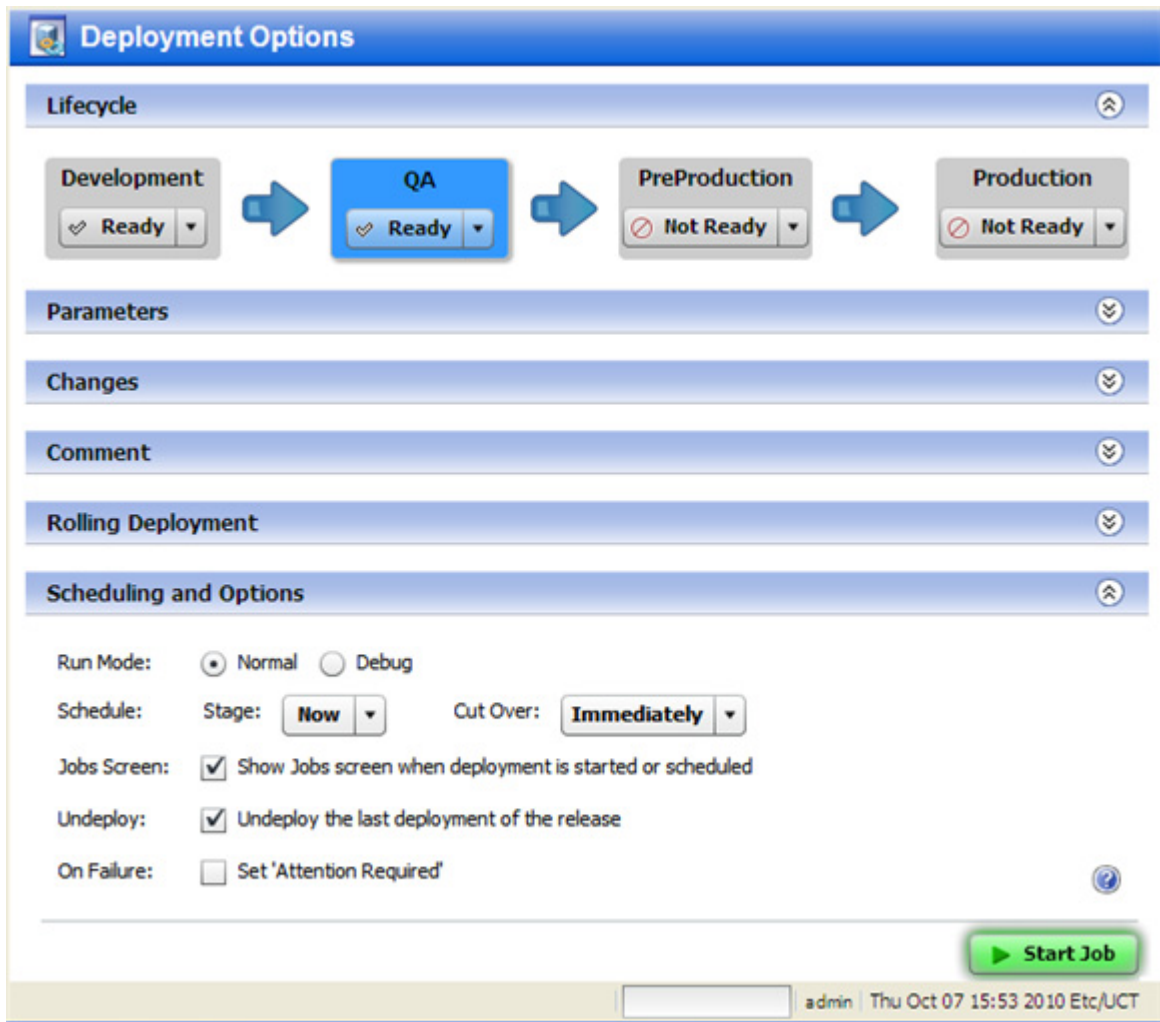 Deployment Options
Lifecycle
Development
QA
PreProduction
Production
Ready
Ready
Not Ready
Not Ready
Parameters
Changes
Comment
Rolling Deployment
Scheduling and Options
Run Mode: Normal Debug
Schedule: Stage: Now Cut Over: Immediately
Jobs Screen: Show Jobs screen when deployment is started or scheduled
Undeploy: Undeploy the last deployment of the release
On Failure: Set 'Attention Required'
?
Start Job
admin Thu Oct 07 15:53 2010 Etc/UCT